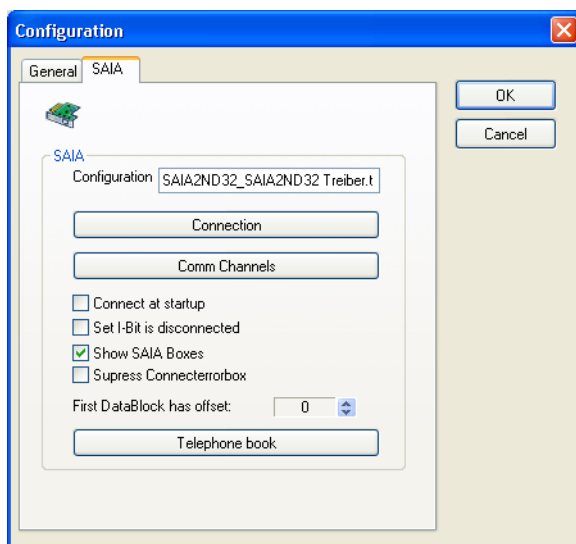 Configuration
General
SAIA
OK
Cancel
SAIA
Configuration
SAIA2ND32_SAIA2ND32 Treiber.t
Connection
Comm Channels
Connect at startup
Set I-Bit is disconnected
Show SAIA Boxes
Supress Connecterrorbox
First DataBlock has offset:
0
Telephone book